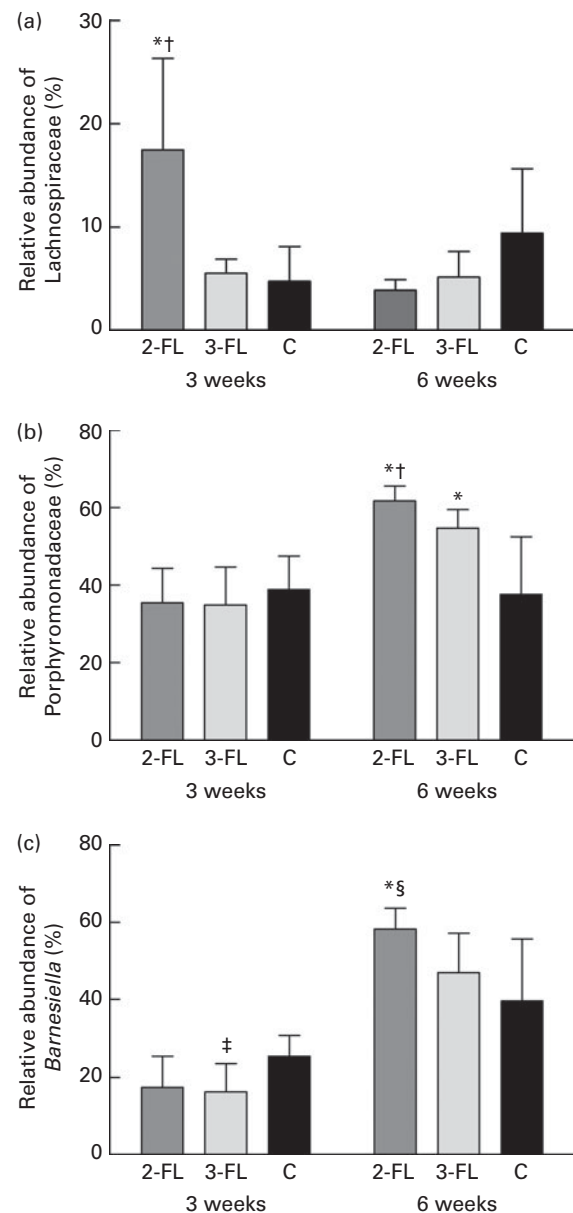 (a)
30
20
10
0
Relative abundance of
Lachnospiraceae (%)
*†
2-FL 3-FL C 2-FL 3-FL C
3 weeks 6 weeks
(b)
80
60
40
20
0
Relative abundance of
Porphyromonadaceae (%)
*† *
2-FL 3-FL C 2-FL 3-FL C
3 weeks 6 weeks
(c)
80
60
40
20
0
Relative abundance of
Barnesiella (%)
‡ *§
2-FL 3-FL C 2-FL 3-FL C
3 weeks 6 weeks